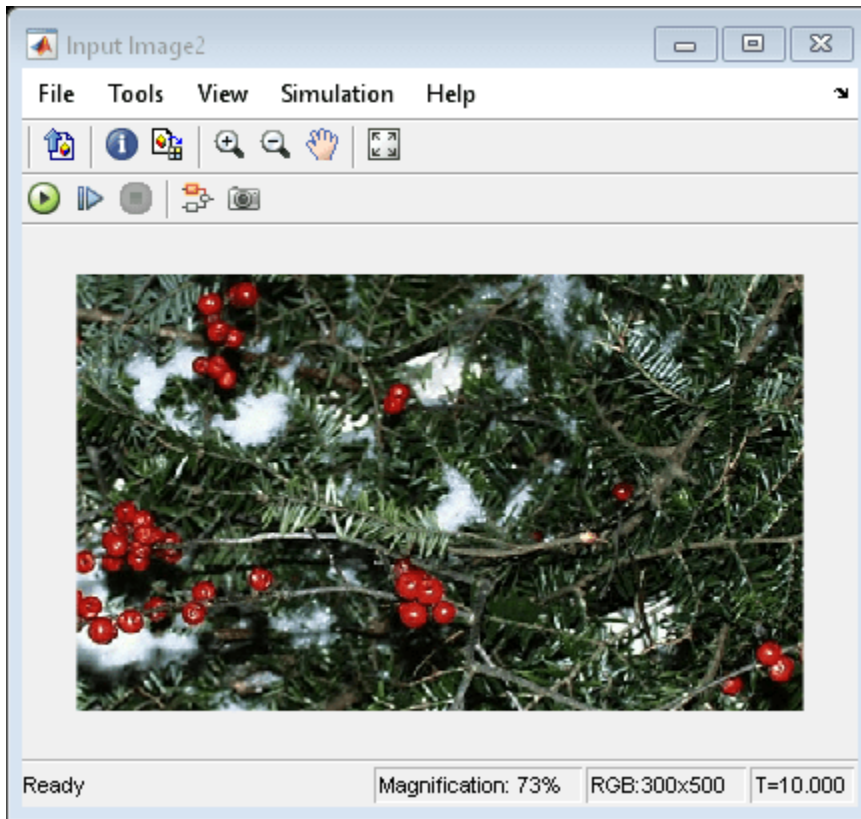 Input Image2
File Tools View Simulation Help
Ready Magnification: 73% RGB:300x500 T=10.000